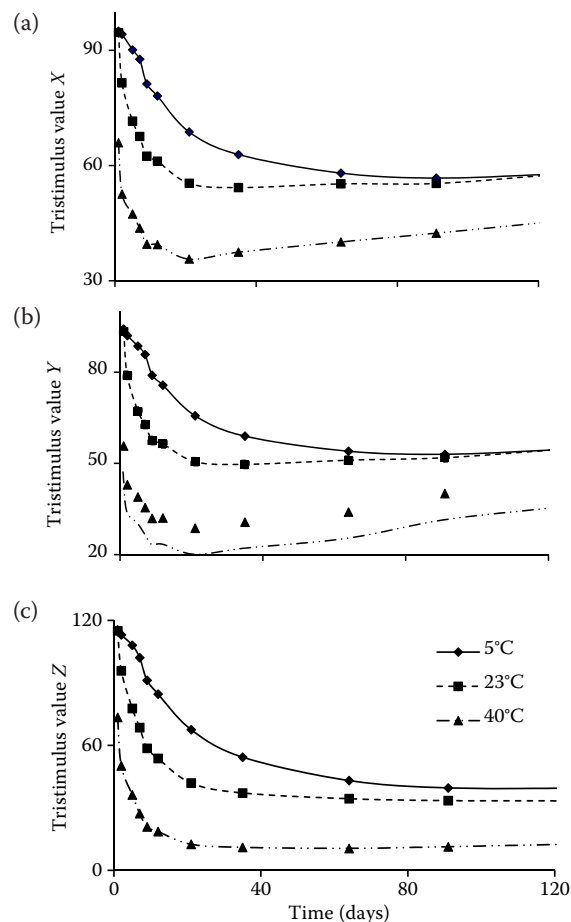 (a)
Tristimulus value X
90
60
30
(b)
Tristimulus value Y
80
50
20
(c)
Tristimulus value Z
120
60
0
5°C
23°C
40°C
0
40
80
120
Time (days)